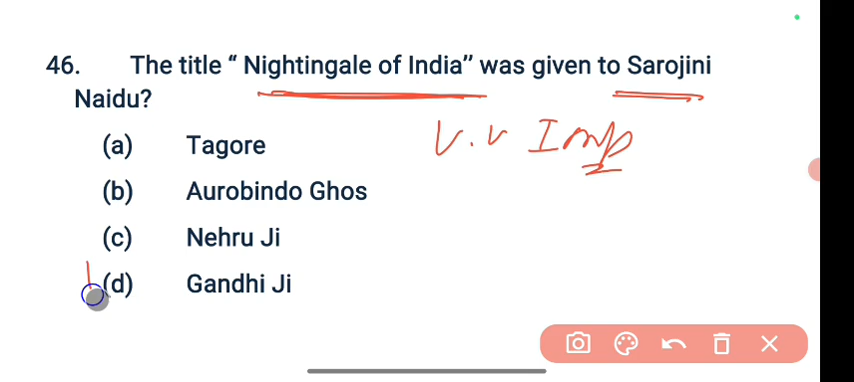 46. The title “ Nightingale of India” was given to Sarojini
Naidu?
V.V Imp
(a) Tagore
(b) Aurobindo Ghos
(c) Nehru Ji
(d) Gandhi Ji